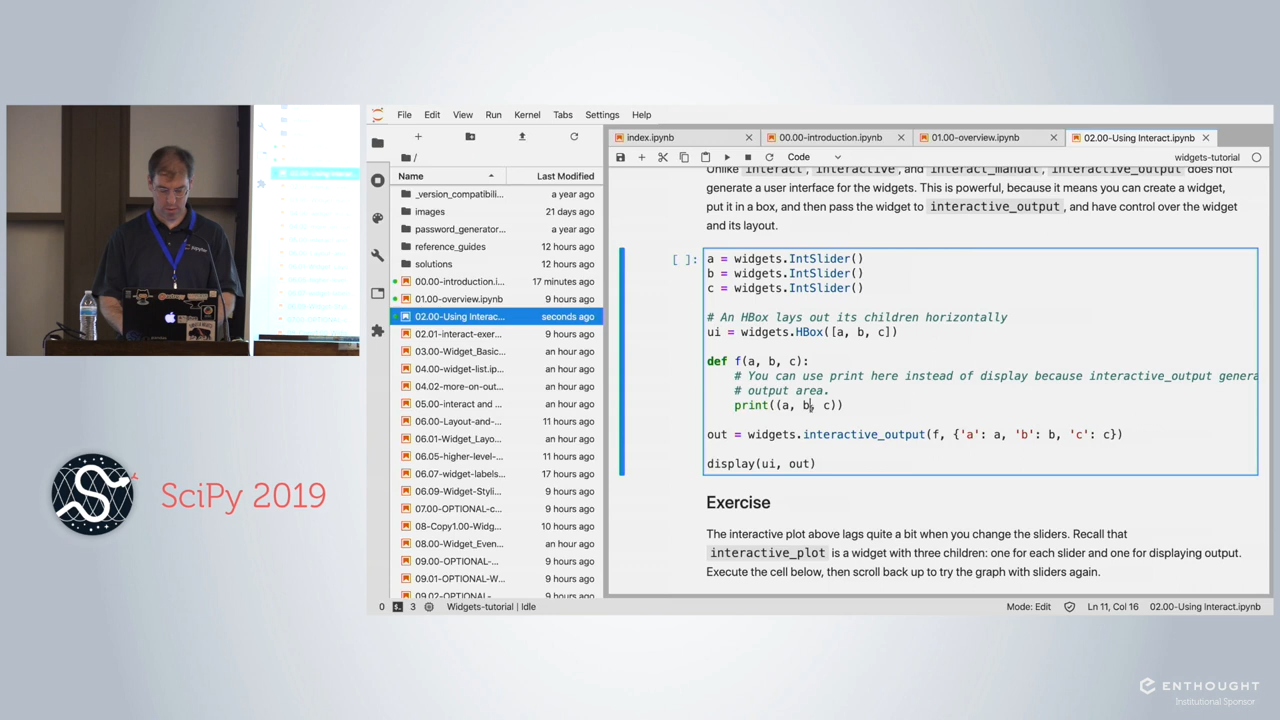 File Edit View Run Kernel Tabs Settings Help
index.ipynb
00.00-introduction.ipynb
01.00-overview.ipynb
02.00-Using Interact.ipynb
/
Code
widgets-tutorial
Name Last Modified
_version_compatibili... a year ago
images 21 days ago
password_generator... a year ago
reference_guides 12 hours ago
solutions 12 hours ago
00.00-introduction.i... 17 minutes ago
01.00-overview.ipynb 9 hours ago
02.00-Using Interac... seconds ago
02.01-interact-exer... 9 hours ago
03.00-Widget_Basic... an hour ago
04.00-widget-list.ip... an hour ago
04.02-more-on-out... an hour ago
05.00-interact and ... an hour ago
06.00-Layout-and-... 11 hours ago
06.01-Widget_Layo... an hour ago
06.05-higher-level-... an hour ago
06.07-widget-labels... 17 hours ago
06.09-Widget-Styli... 9 hours ago
07.00-OPTIONAL-c... 9 hours ago
08-Copy1.00-Widg... 10 hours ago
08.00-Widget_Even... an hour ago
09.00-OPTIONAL-... 9 hours ago
09.01-OPTIONAL-W... 9 hours ago
09.02-OPTIONAL-... 9 hours ago
Unlike interact, interactive, and interact_manual, interactive_output does not
generate a user interface for the widgets. This is powerful, because it means you can create a widget,
put it in a box, and then pass the widget to interactive_output, and have control over the widget
and its layout.
[ ]:
a = widgets.IntSlider()
b = widgets.IntSlider()
c = widgets.IntSlider()
# An HBox lays out its children horizontally
ui = widgets.HBox([a, b, c])
def f(a, b, c):
# You can use print here instead of display because interactive_output genera
# output area.
print((a, b, c))
out = widgets.interactive_output(f, {'a': a, 'b': b, 'c': c})
display(ui, out)
Exercise
The interactive plot above lags quite a bit when you change the sliders. Recall that
interactive_plot is a widget with three children: one for each slider and one for displaying output.
Execute the cell below, then scroll back up to try the graph with sliders again.
0 3 Widgets-tutorial | Idle
Mode: Edit Ln 11, Col 16 02.00-Using Interact.ipynb
SciPy 2019
ENTHOUGHT
Institutional Sponsor